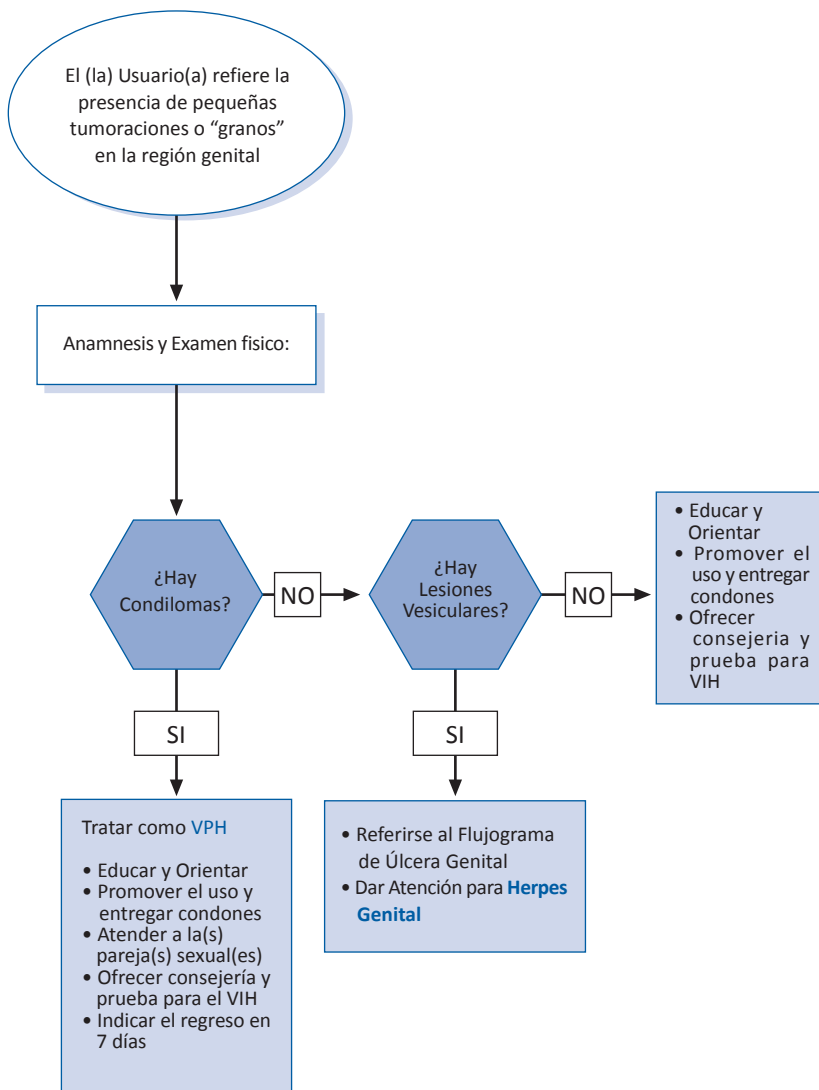 El (la) Usuario(a) refiere la
presencia de pequeñas
tumoraciones o “granos”
en la región genital
Anamnesis y Examen fisico:
¿Hay
Condilomas?
NO
¿Hay
Lesiones
Vesiculares?
NO
• Educar y
Orientar
• Promover el
uso y entregar
condones
• Ofrecer
consejeria y
prueba para
VIH
SI
SI
Tratar como VPH
• Educar y Orientar
• Promover el uso y
entregar condones
• Atender a la(s)
pareja(s) sexual(es)
• Ofrecer consejería y
prueba para el VIH
• Indicar el regreso en
7 días
• Referirse al Flujograma
de Úlcera Genital
• Dar Atención para Herpes
Genital